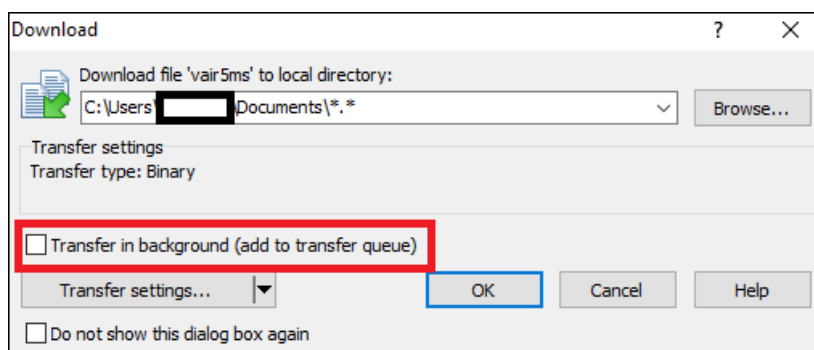 Download ?
Download file 'vair5ms' to local directory:
C:\Users\ \Documents\*.*
Browse...
Transfer settings
Transfer type: Binary
Transfer in background (add to transfer queue)
Transfer settings... OK Cancel Help
Do not show this dialog box again